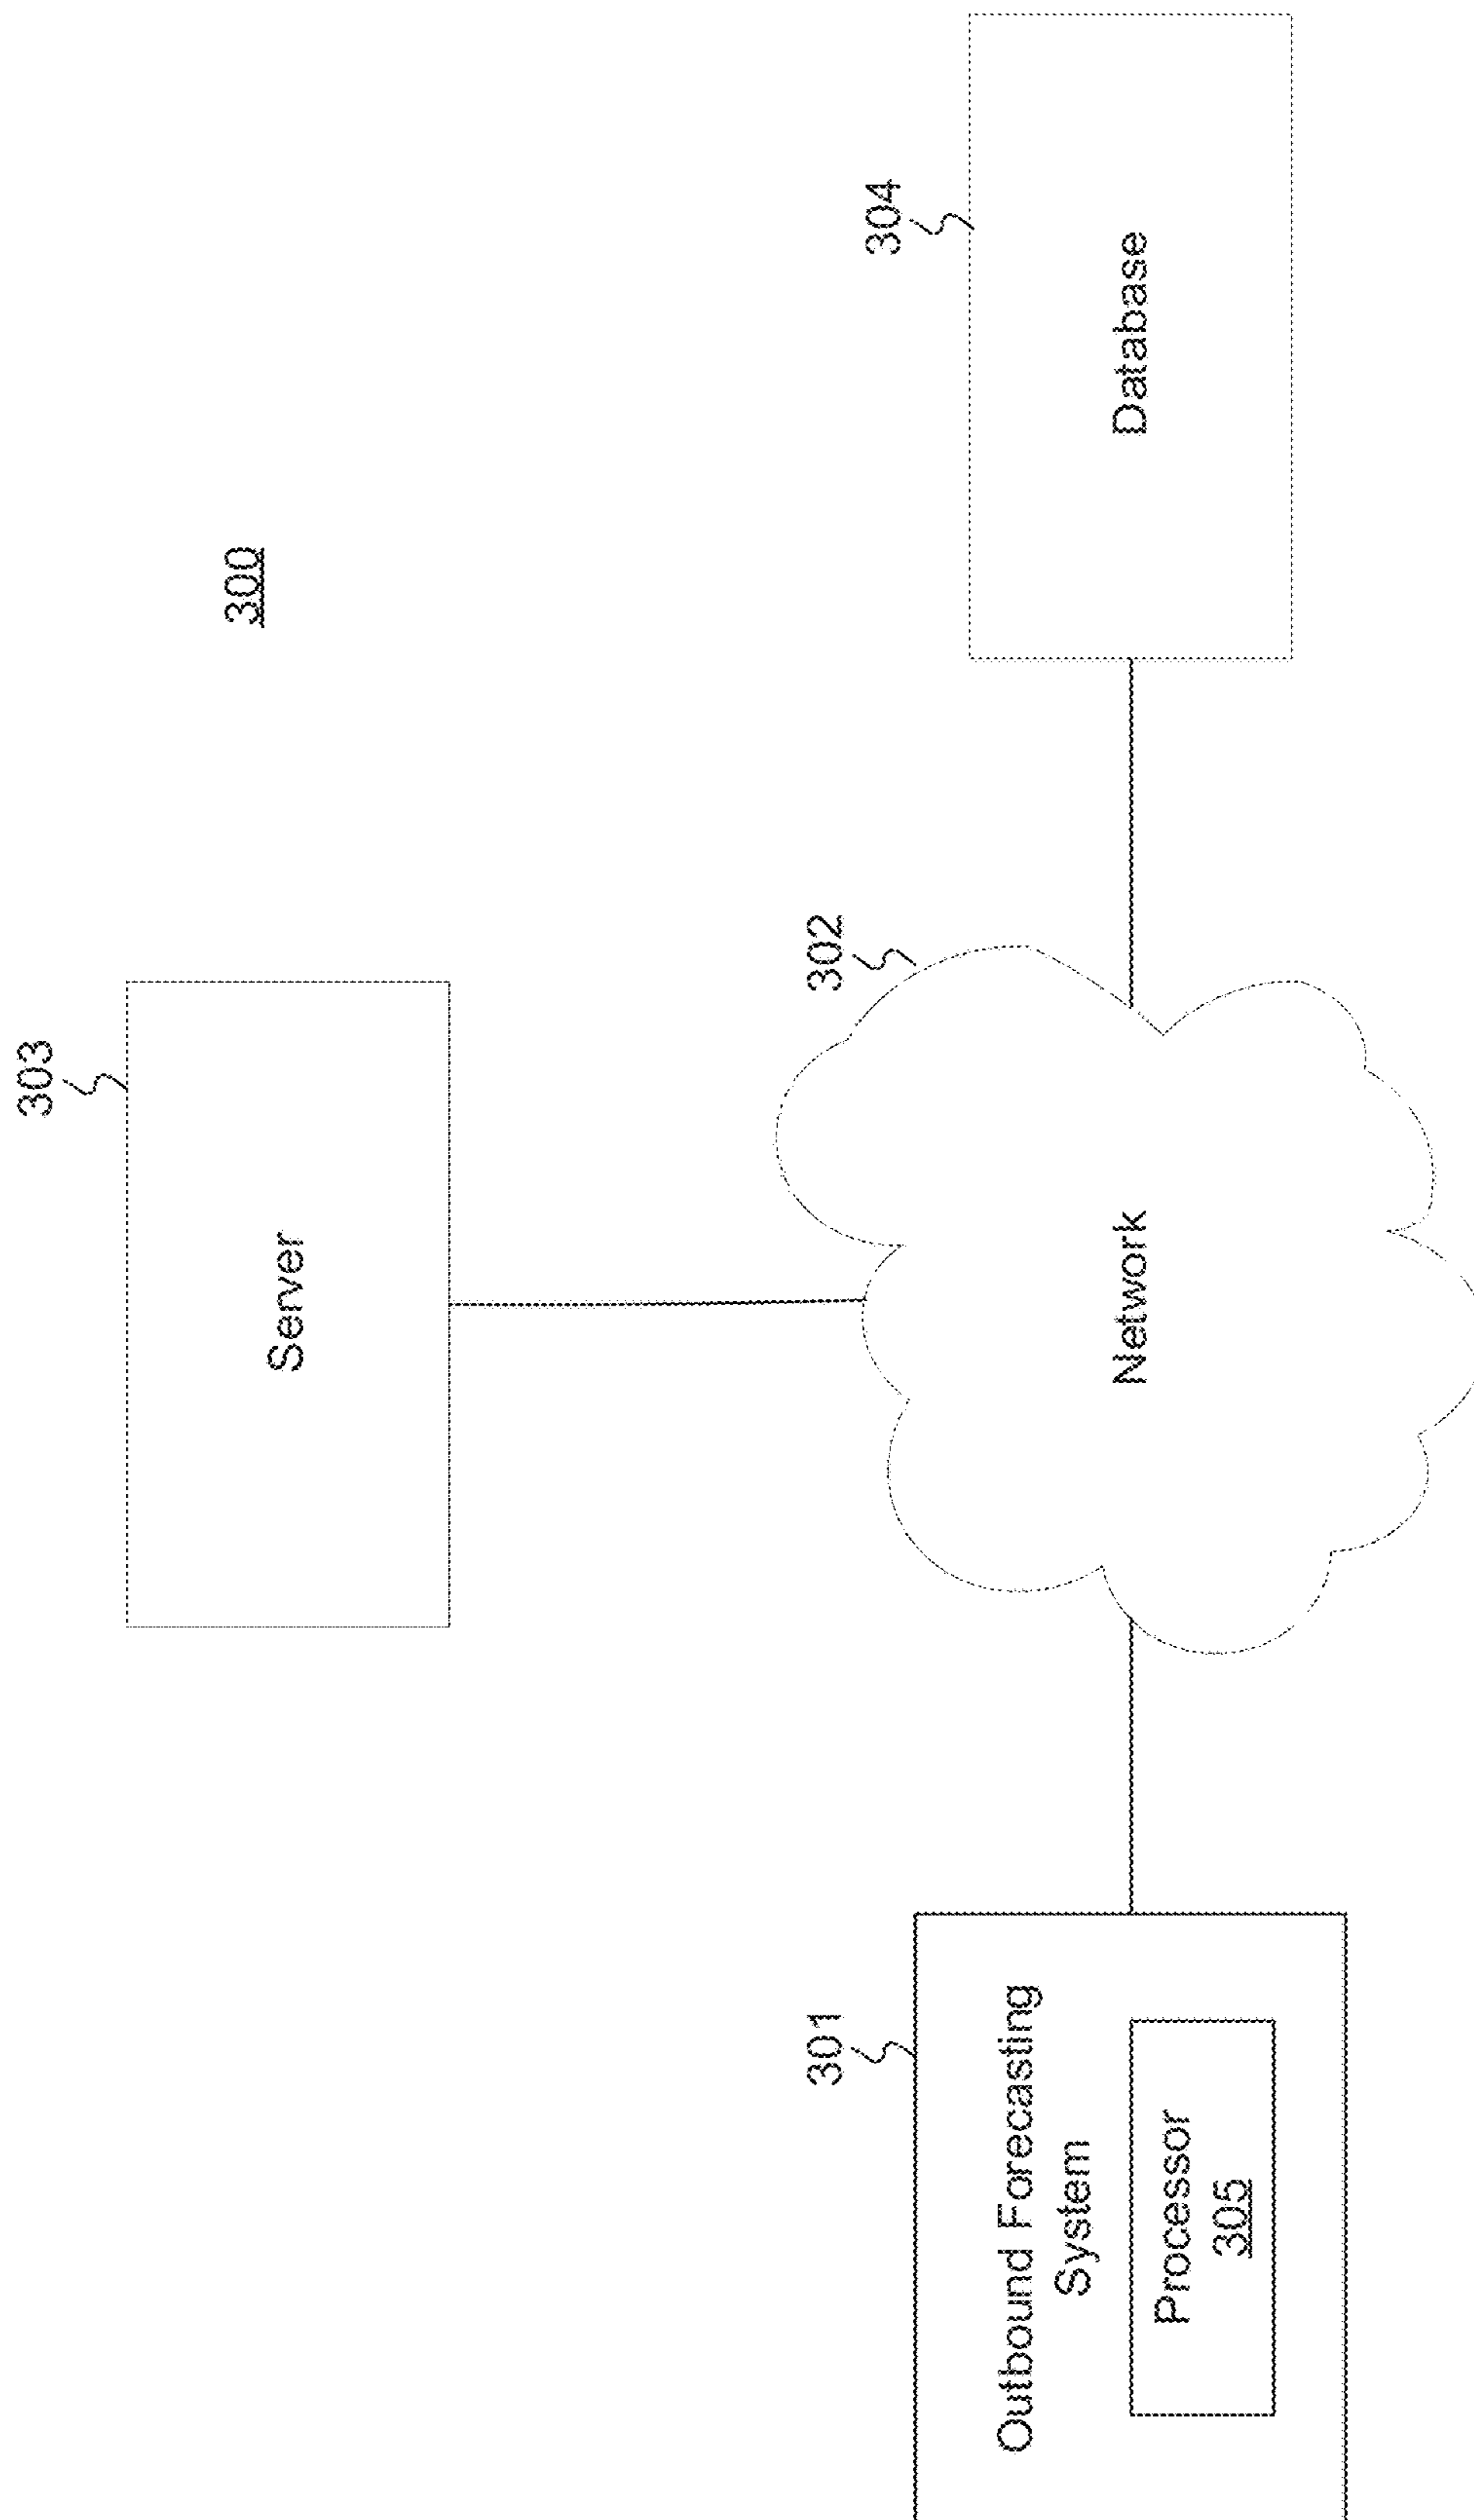 300
303
Server
301
Outbound Forecasting
System
Processor
305
302
Network
304
Database